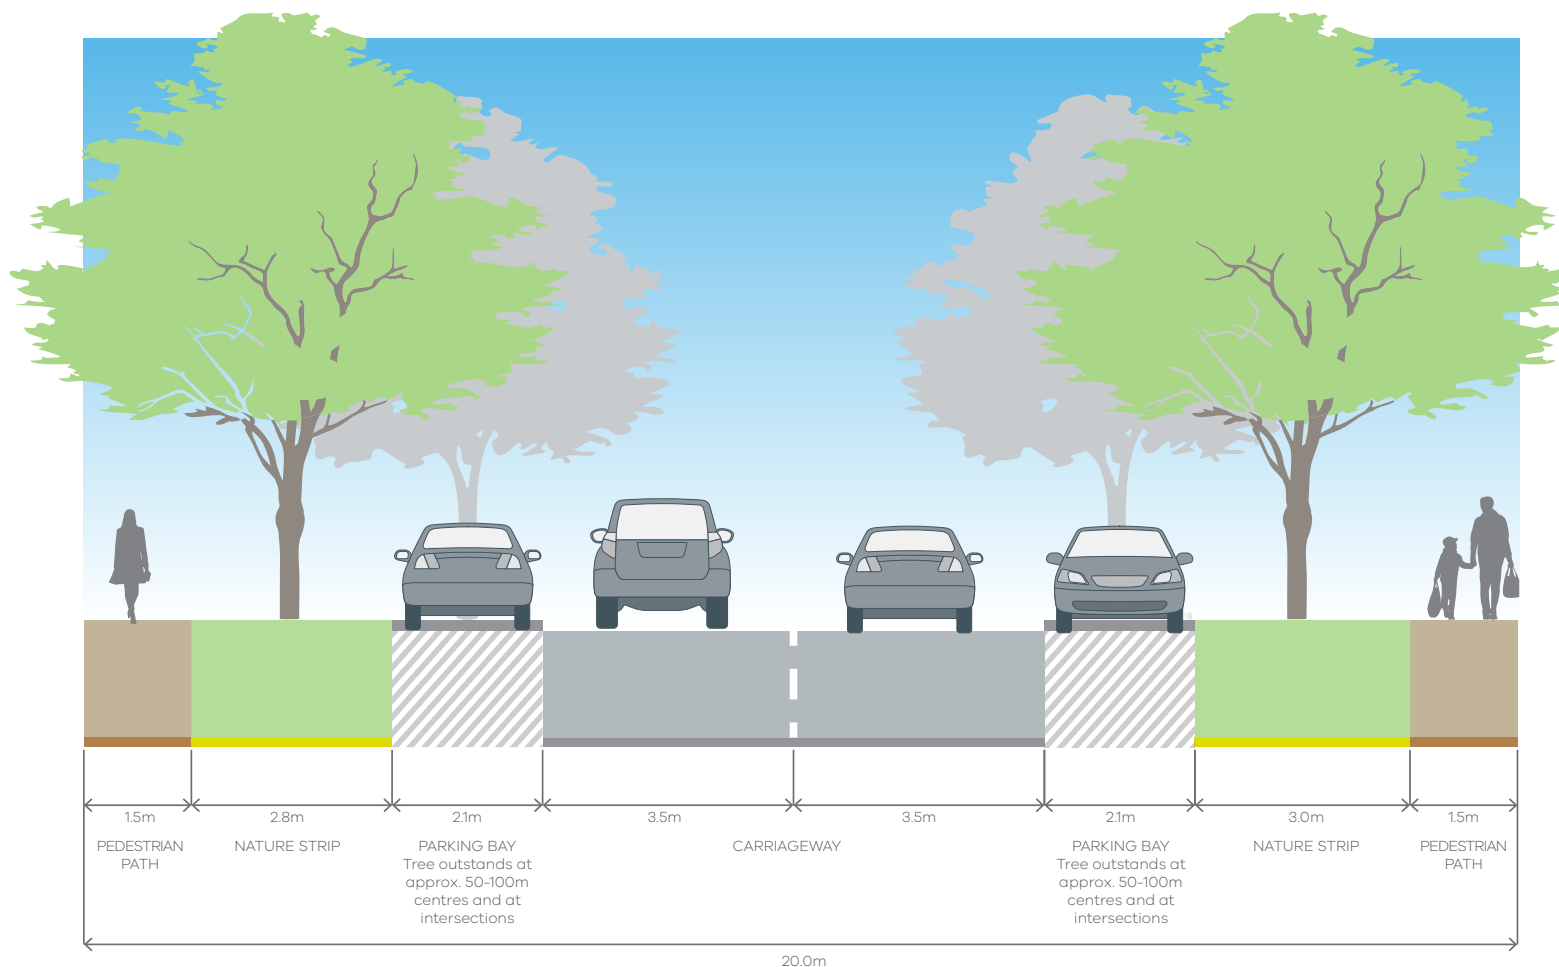 1.5m
2.8m
2.1m
3.5m
3.5m
2.1m
3.0m
1.5m
PEDESTRIAN
PATH
NATURE STRIP
PARKING BAY
Tree outstands at
approx. 50-100m
centres and at
intersections
CARRIAGEWAY
PARKING BAY
Tree outstands at
approx. 50-100m
centres and at
intersections
NATURE STRIP
PEDESTRIAN
PATH
20.0m